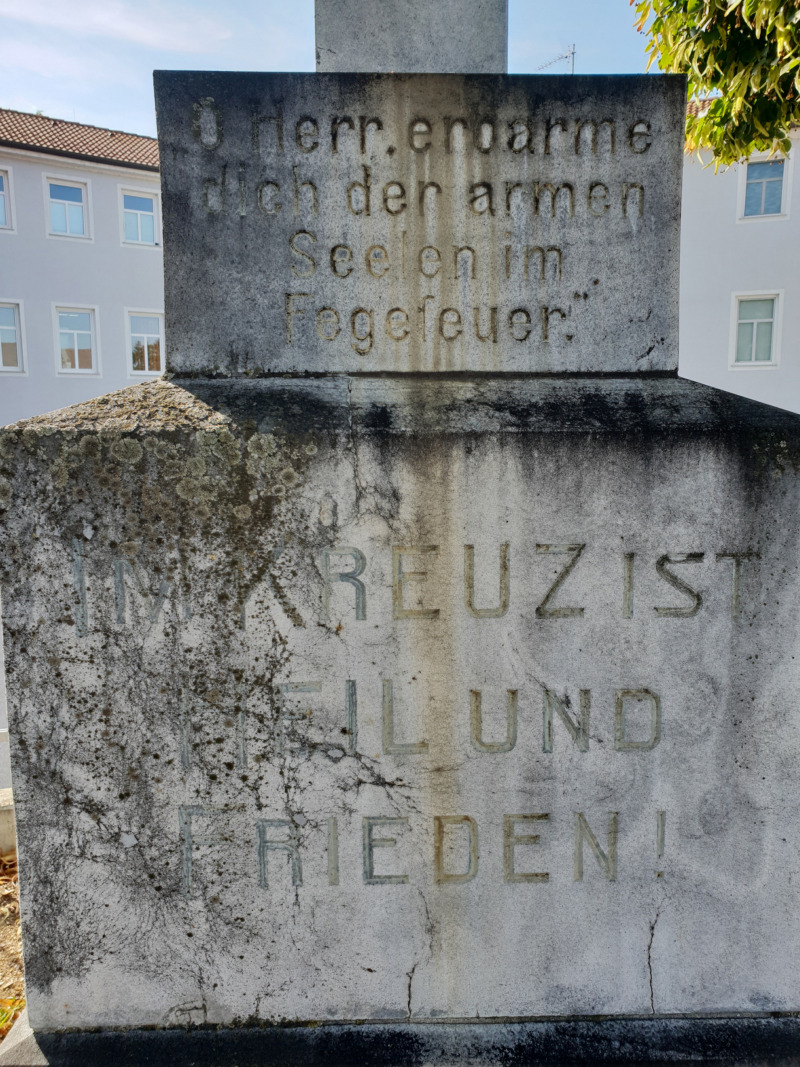 O Herr, erbarme
dich der armen
Seelen im
Fegefeuer!"
IM KREUZ IST
HEIL UND
FRIEDEN!